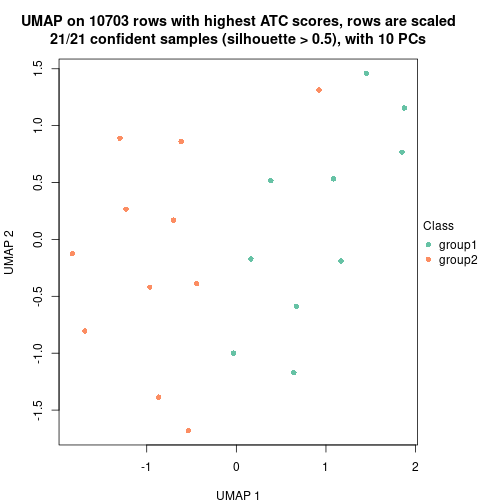 UMAP on 10703 rows with highest ATC scores, rows are scaled
21/21 confident samples (silhouette > 0.5), with 10 PCs
1.5
1.0
0.5
0.0
-0.5
-1.0
-1.5
UMAP 2
-1
0
1
2
UMAP 1
Class
group1
group2